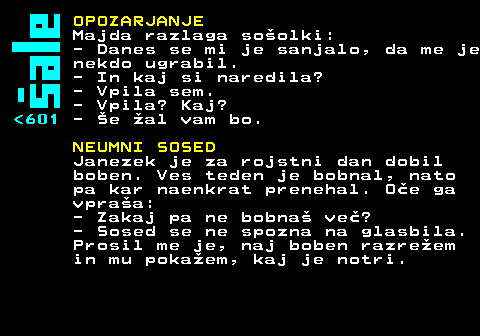 šale
<601
OPOZARJANJE
Majda razlaga sošolki:
- Danes se mi je sanjalo, da me je
nekdo ugrabil.
- In kaj si naredila?
- Vpila sem.
- Vpila? Kaj?
- Še žal vam bo.
NEUMNI SOSED
Janezek je za rojstni dan dobil
boben. Ves teden je bobnal, nato
pa kar naenkrat prenehal. Oče ga
vpraša:
- Zakaj pa ne bobnaš več?
- Sosed se ne spozna na glasbila.
Prosil me je, naj boben razrežem
in mu pokažem, kaj je notri.